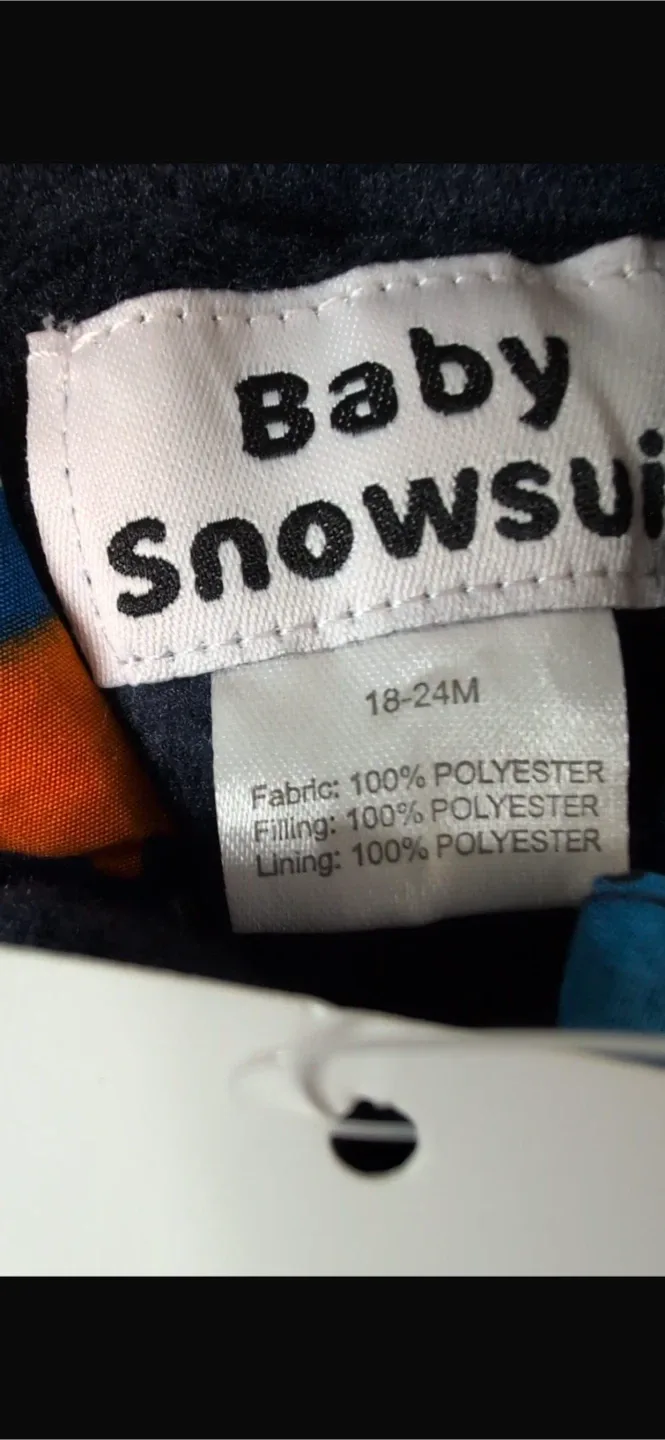 Baby
Snowsui
18-24M
Fabric: 100% POLYESTER
Filling: 100% POLYESTER
Lining: 100% POLYESTER